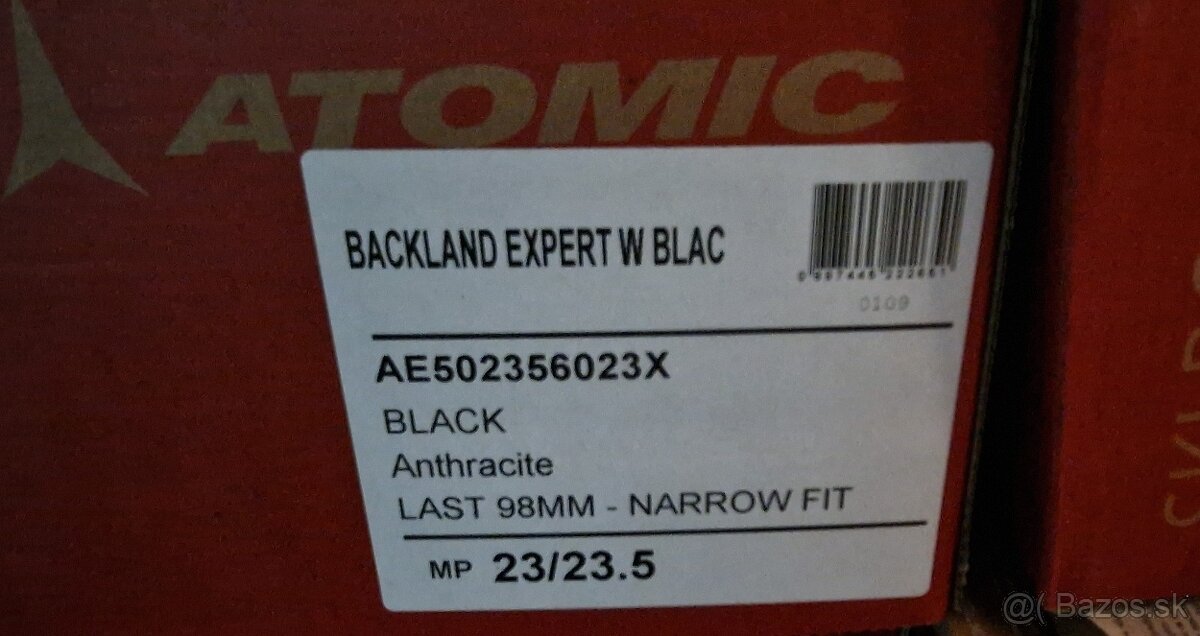 ATOMIC
BACKLAND EXPERT W BLAC
0109
AE502356023X
BLACK
Anthracite
LAST 98MM - NARROW FIT
MP 23/23.5
@( Bazos.sk